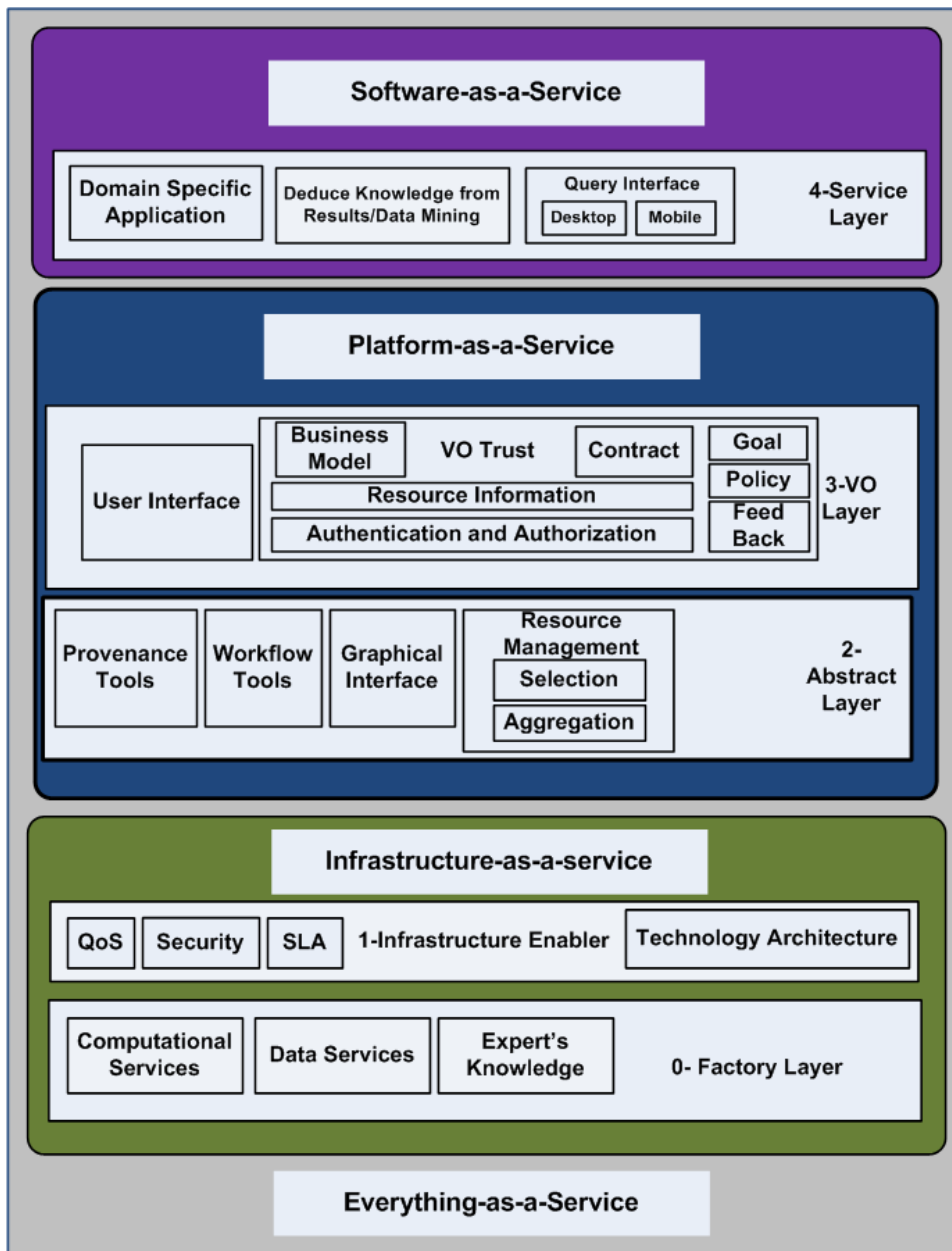 Software-as-a-Service
Domain Specific
Application
Deduce Knowledge from
Results/Data Mining
Query Interface
Desktop
Mobile
4-Service
Layer
Platform-as-a-Service
User Interface
Business
Model
VO Trust
Contract
Goal
Policy
Feed
Back
Resource Information
Authentication and Authorization
3-VO
Layer
Provenance
Tools
Workflow
Tools
Graphical
Interface
Resource
Management
Selection
Aggregation
2-
Abstract
Layer
Infrastructure-as-a-service
QoS
Security
SLA
1-Infrastructure Enabler
Technology Architecture
Computational
Services
Data Services
Expert’s
Knowledge
0- Factory Layer
Everything-as-a-Service